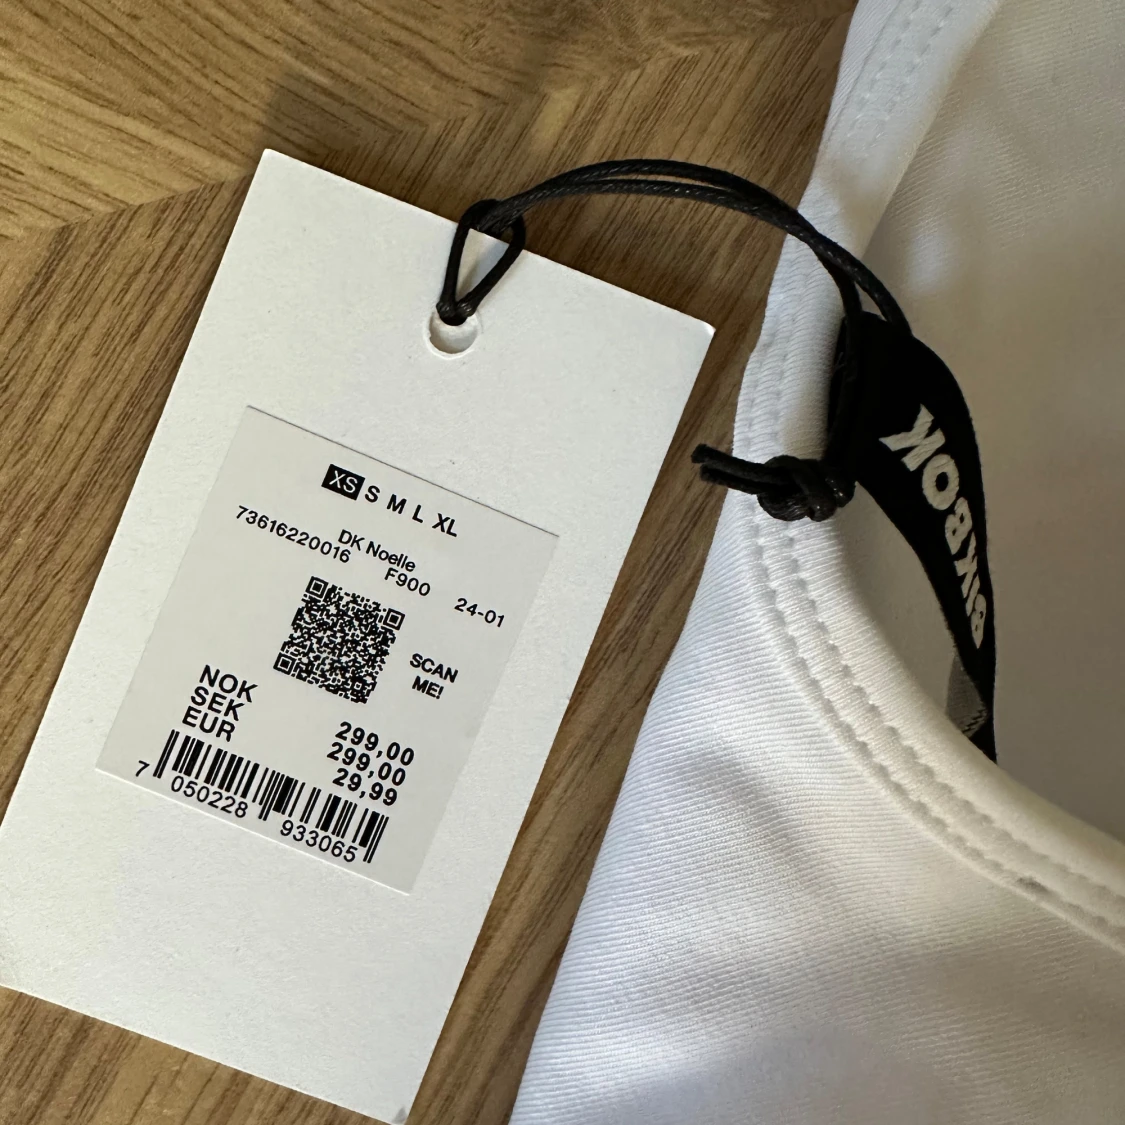 XS S M L XL
DK Noelle
73616220016 F900 24-01
SCAN
ME!
NOK 299,00
SEK 299,00
EUR 29,99
7 050228 933065
BIKBOK